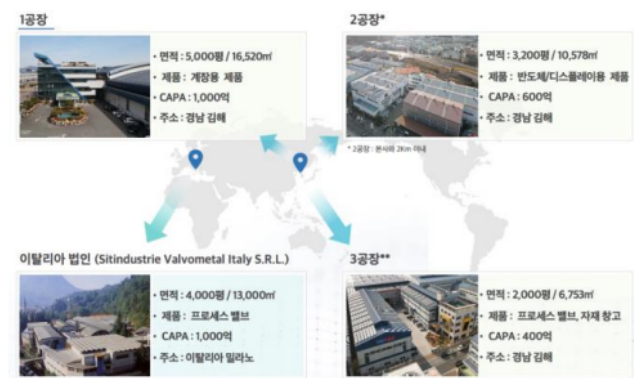 1공장
• 면적 : 5,000평 / 16,520㎡
• 제품 : 계장용 제품
• CAPA : 1,000억
• 주소 : 경남 김해
2공장*
• 면적 : 3,200평 / 10,578㎡
• 제품 : 반도체/디스플레이용 제품
• CAPA : 600억
• 주소 : 경남 김해
* 2공장 : 본사와 2Km 이내
이탈리아 법인 (Sitindustrie Valvometal Italy S.R.L.)
• 면적 : 4,000평 / 13,000㎡
• 제품 : 프로세스 밸브
• CAPA : 1,000억
• 주소 : 이탈리아 밀라노
3공장**
• 면적 : 2,000평 / 6,753㎡
• 제품 : 프로세스 밸브, 자재 창고
• CAPA : 400억
• 주소 : 경남 김해